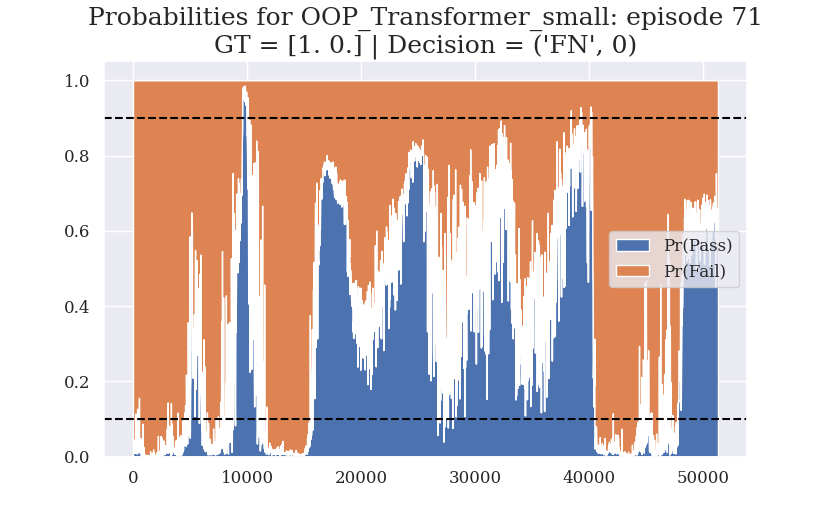 Probabilities for OOP_Transformer_small: episode 71
GT = [1. 0.] | Decision = ('FN', 0)
1.0
0.8
0.6
0.4
0.2
0.0
Pr(Pass)
Pr(Fail)
0 10000 20000 30000 40000 50000